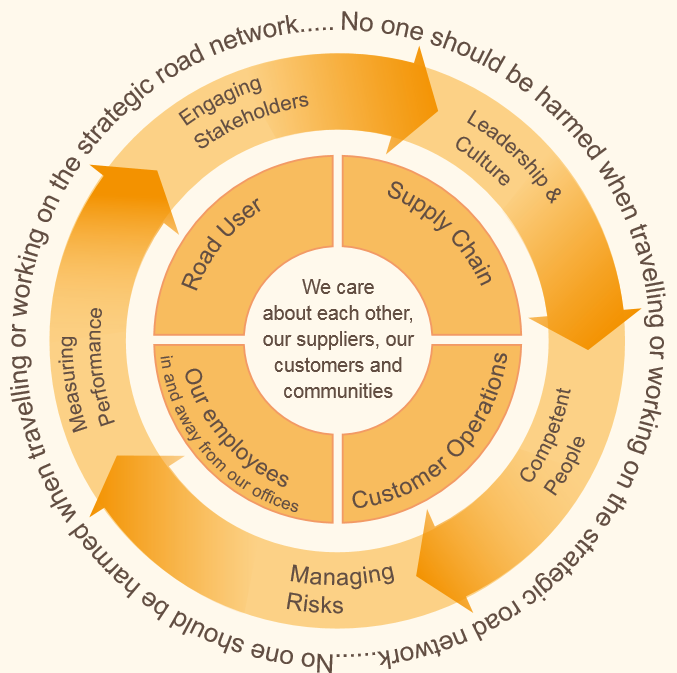 No one should be harmed when travelling or working on the strategic road network.......
No one should be harmed when travelling or working on the strategic road network.....
Engaging
Stakeholders
Leadership &
Culture
Competent
People
Managing
Risks
Measuring
Performance
Road User
Supply Chain
Customer Operations
Our employees
in and away from our offices
We care
about each other,
our suppliers, our
customers and
communities